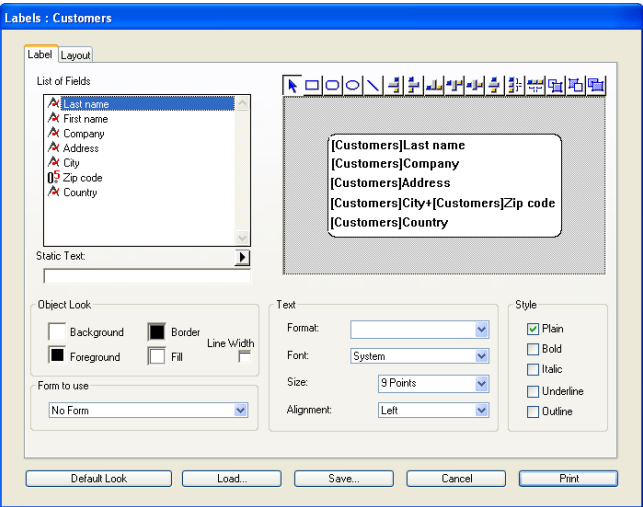 Labels : Customers
Label Layout
List of Fields
Last name
First name
Company
Address
City
Zip code
Country
Static Text:
[Customers]Last name
[Customers]Company
[Customers]Address
[Customers]City+[Customers]Zip code
[Customers]Country
Object Look
Background
Border
Line Width
Foreground
Fill
Form to use
No Form
Text
Format:
Font: System
Size: 9 Points
Alignment: Left
Style
Plain
Bold
Italic
Underline
Outline
Default Look Load... Save... Cancel Print